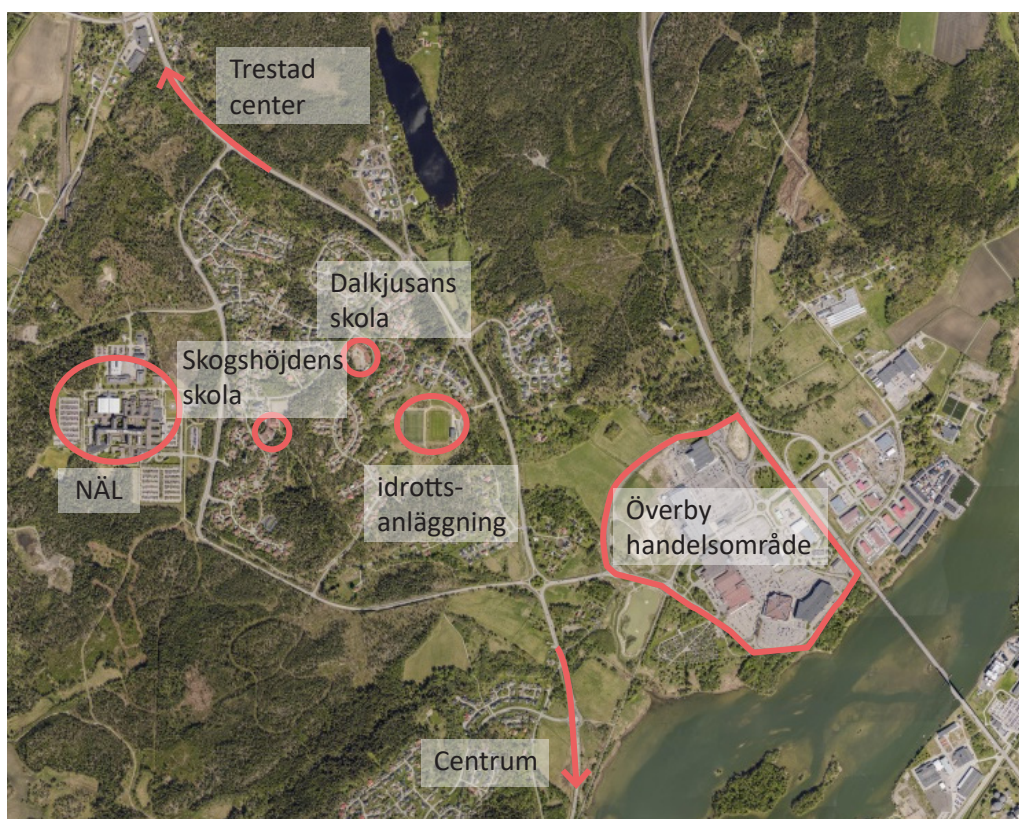 Trestad
center
Dalkjusans
skola
Skogshöjdens
skola
NÄL
idrotts-
anläggning
Överby
handelsområde
Centrum